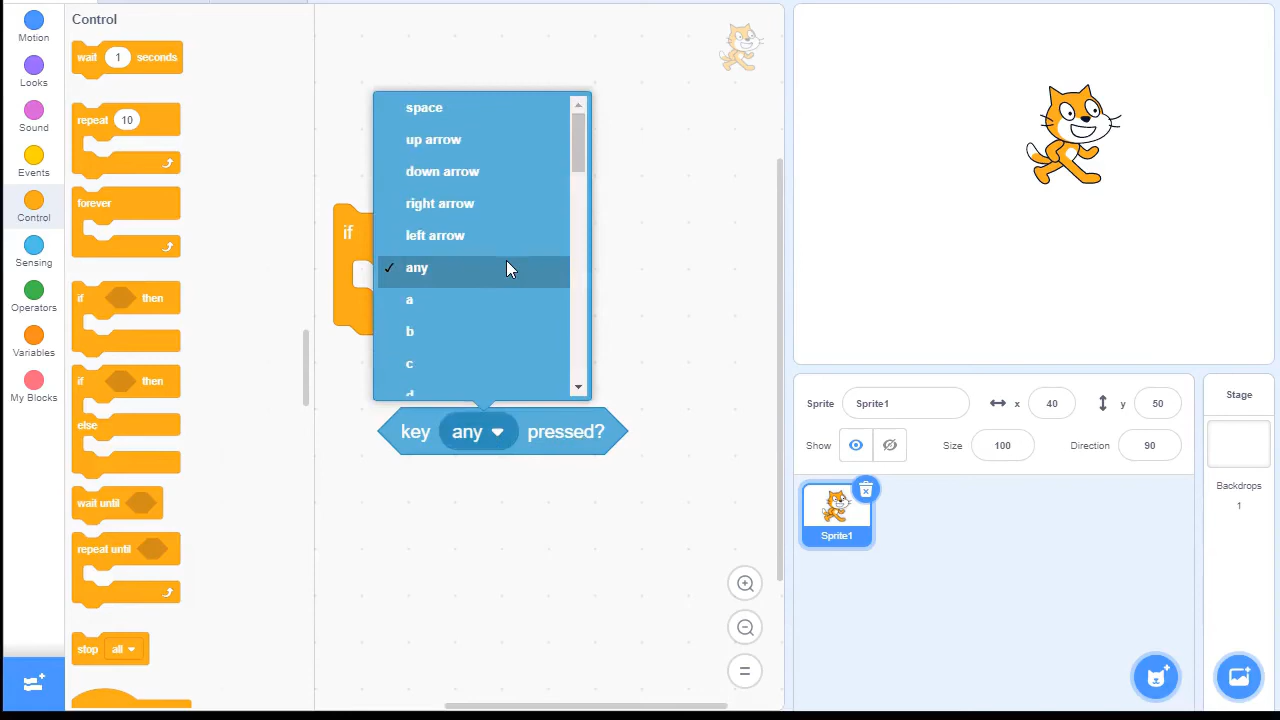 Motion
Looks
Sound
Events
Control
Sensing
Operators
Variables
My Blocks
Control
wait 1 seconds
repeat 10
forever
if then
if then
else
wait until
repeat until
stop all
if
space
up arrow
down arrow
right arrow
left arrow
✓ any
a
b
c
d
key any pressed?
Sprite Sprite1 x 40 y 50
Show Size 100 Direction 90
Sprite1
Stage
Backdrops
1